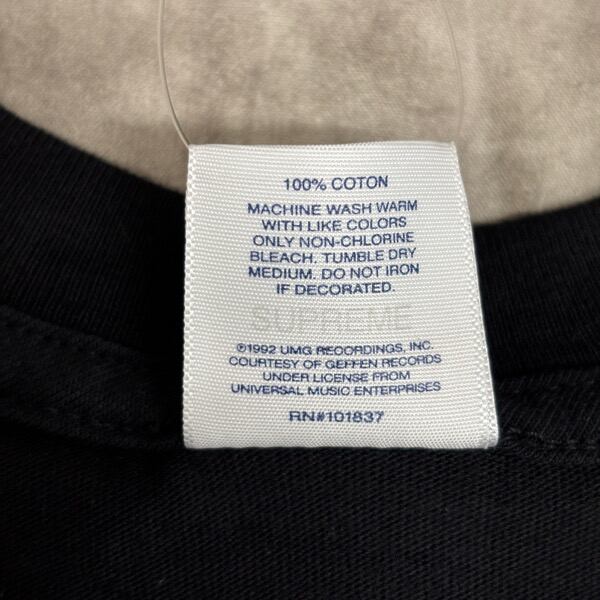 100% COTON
MACHINE WASH WARM
WITH LIKE COLORS
ONLY NON-CHLORINE
BLEACH. TUMBLE DRY
MEDIUM. DO NOT IRON
IF DECORATED.
SUPREME
℗1992 UMG RECORDINGS, INC.
COURTESY OF GEFFEN RECORDS
UNDER LICENSE FROM
UNIVERSAL MUSIC ENTERPRISES
RN#101837